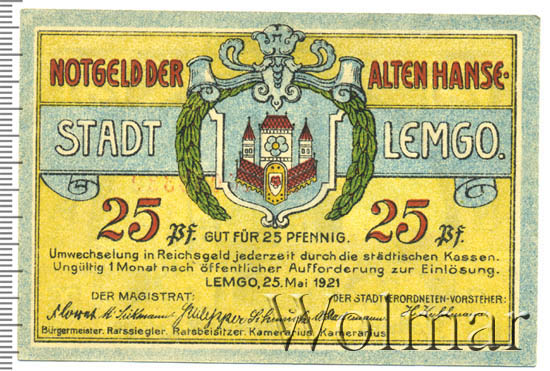 NOTGELD DER ALTEN HANSE-
STADT LEMGO.
25 Pf. GUT FÜR 25 PFENNIG. 25 Pf.
Umwechselung in Reichsgeld jederzeit durch die städtischen Kassen.
Ungültig 1 Monat nach öffentlicher Aufforderung zur Einlösung.
LEMGO, 25. Mai 1921
DER MAGISTRAT: DER STADTVERORDNETEN-VORSTEHER:
Bürgermeister. Ratssiegler. Ratsbeisitzer. Kamerarius. Kamerarius
Wolmar